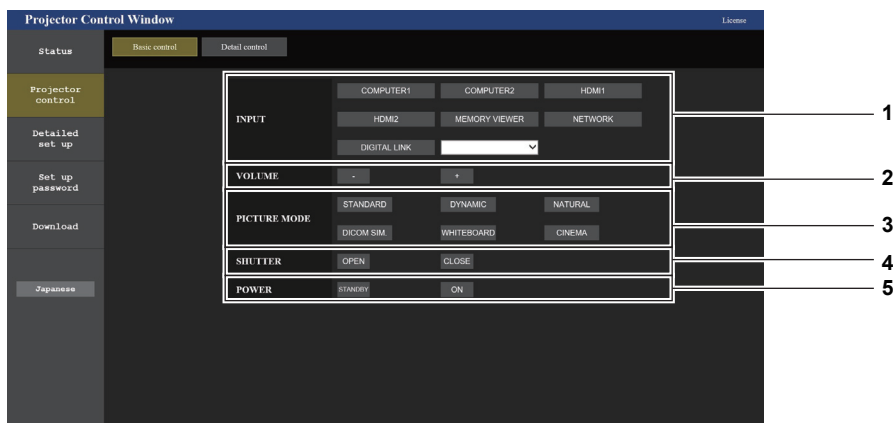 Projector Control Window License
Status Basic control Detail control
Projector
control
Detailed
set up
Set up
password
Download
Japanese
INPUT
COMPUTER1 COMPUTER2 HDMI1
HDMI2 MEMORY VIEWER NETWORK
DIGITAL LINK
1
VOLUME - +
2
PICTURE MODE
STANDARD DYNAMIC NATURAL
DICOM SIM. WHITEBOARD CINEMA
3
SHUTTER OPEN CLOSE
4
POWER STANDBY ON
5